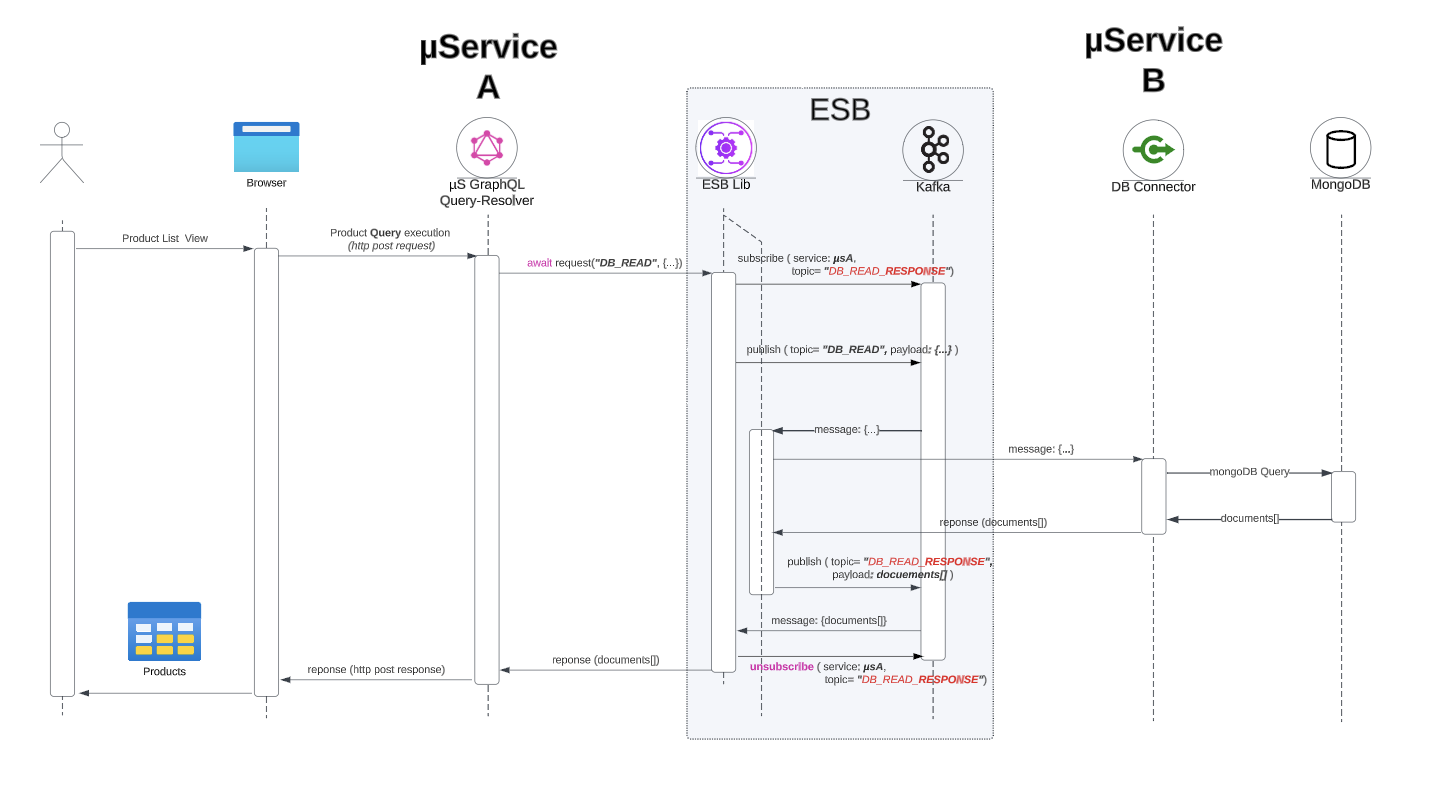 µService
A
µService
B
ESB
Browser
µS GraphQL
Query-Resolver
ESB Lib
Kafka
DB Connector
MongoDB
Product List View
Product Query execution
(http post request)
await request("DB_READ", {...})
subscribe ( service: µsA,
topic= "DB_READ_RESPONSE")
publish ( topic= "DB_READ", payload: {...} )
message: {...}
message: {...}
mongoDB Query
documents[]
reponse (documents[])
publish ( topic= "DB_READ_RESPONSE",
payload: docuements[] )
message: {documents[]}
unsubscribe ( service: µsA,
topic= "DB_READ_RESPONSE")
reponse (documents[])
reponse (http post response)
Products